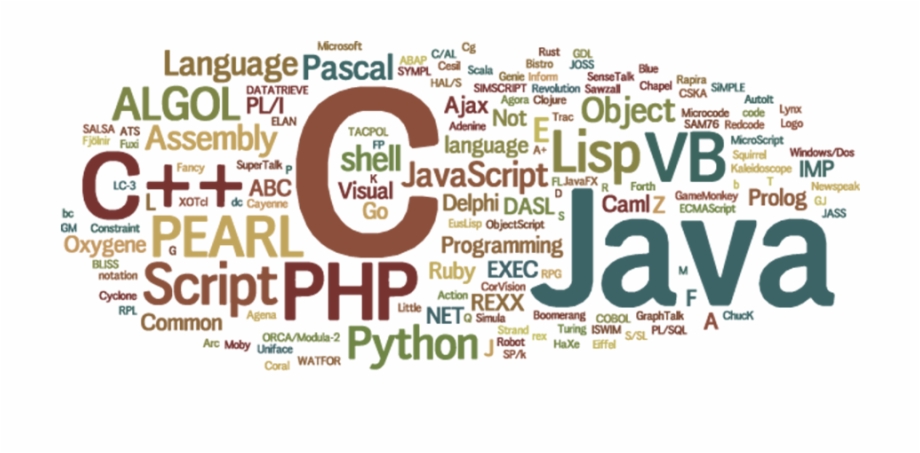 Microsoft
Cg
Language
Pascal
ABAP
C/AL
Rust
GDL
SYMPL
Cesil
Scala
Bistro
JOSS
HAL/S
Genie
Inform
SenseTalk
Blue
DATATRIEVE
SIMSCRIPT
Revolution
Sawzall
Chapel
Rapira
CSKA
SiMPLE
ALGOL
PL/I
C
Ajax
Agora
Clojure
Object
AutoIt
ELAN
Not
Trac
Microcode
code
Lynx
SALSA
ATS
Assembly
TACPOL
Adenine
E
SAM76
Redcode
Logo
Fjölnir
Fuxi
FP
shell
language
A+
Lisp
VB
MicroScript
Squirrel
Windows/Dos
C++
LC-3
Fancy
SuperTalk
P
K
JavaScript
Kaleidoscope
IMP
XOTcl
ABC
Visual
FL
JavaFX
R
Forth
b
T
Newspeak
L
dc
Cayenne
Go
Delphi
DASL
D
S
Caml
Z
GameMonkey
ECMAScript
Prolog
GJ
JASS
bc
GM
Constraint
PEARL
EusLisp
ObjectScript
Java
Oxygene
G
Programming
BLISS
notation
Script
PHP
Ruby
EXEC
RPG
M
CorVision
Cyclone
Action
REXX
F
RPL
Little
Common
Agena
NET
Q
Simula
Boomerang
COBOL
GraphTalk
A
ChucK
ORCA/Modula-2
Python
Strand
rex
Turing
ISWIM
S/SL
PL/SQL
Arc
Moby
Uniface
J
Robot
HaXe
Eiffel
SP/k
Coral
WATFOR